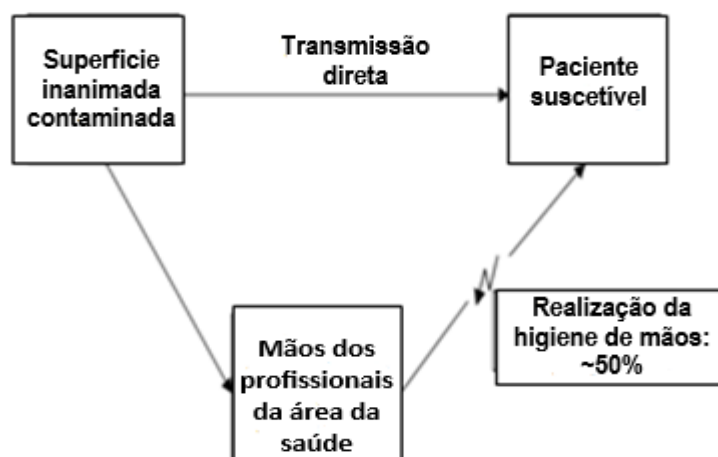 Superficie
inanimada
contaminada
Transmissão
direta
Paciente
suscetível
Realização da
higiene de mãos:
~50%
Mãos dos
profissionais
da área da
saúde